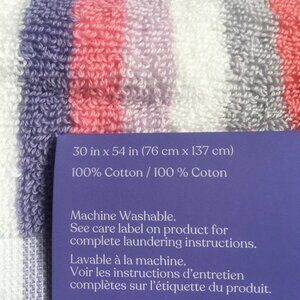 30 in x 54 in (76 cm x 137 cm)
100% Cotton / 100 % Coton
Machine Washable.
See care label on product for
complete laundering instructions.
Lavable à la machine.
Voir les instructions d'entretien
complètes sur l'étiquette du produit.